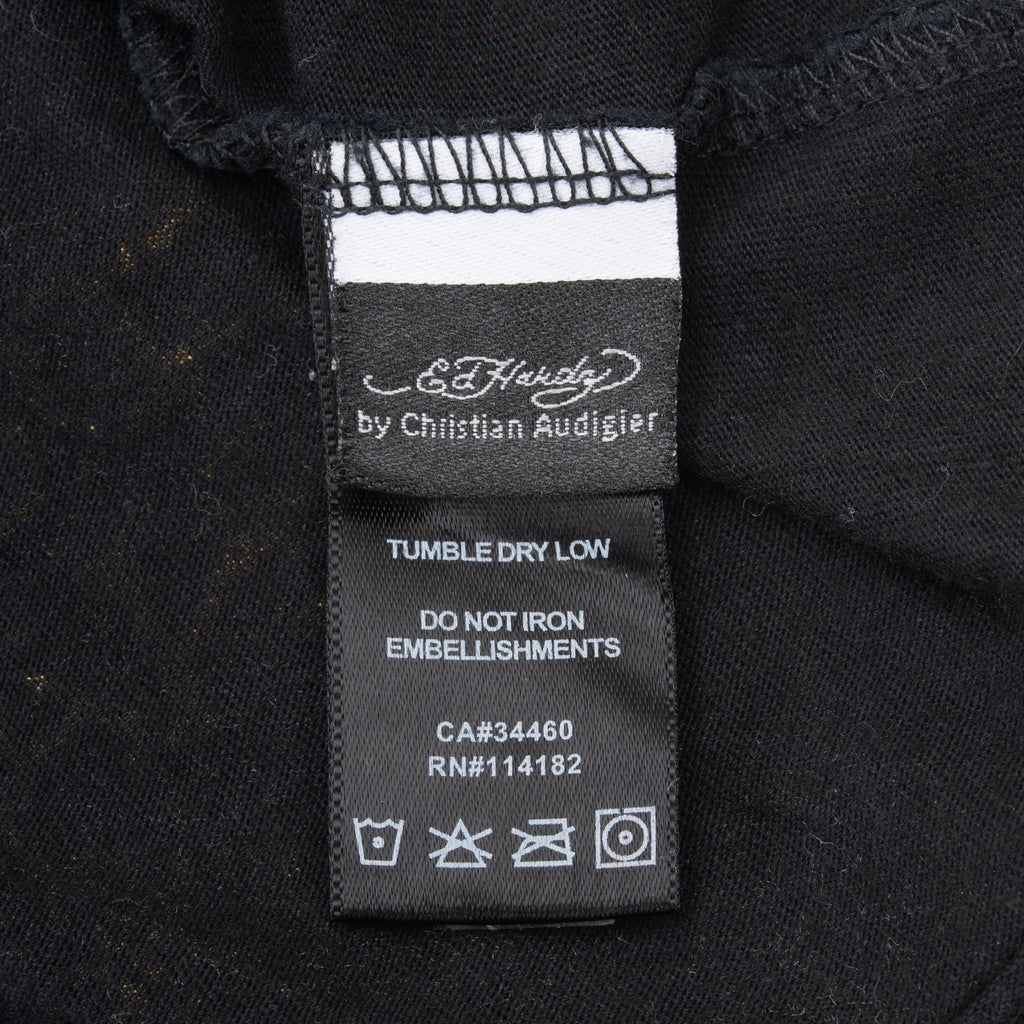 Ed Hardy
by Christian Audigier
TUMBLE DRY LOW
DO NOT IRON
EMBELLISHMENTS
CA#34460
RN#114182